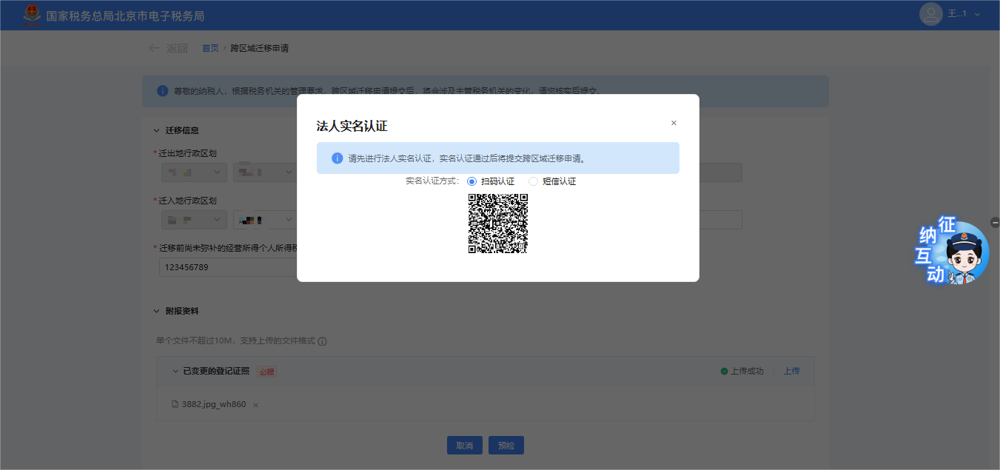 国家税务总局北京市电子税务局
王...1
返回 首页 > 跨区域迁移申请
尊敬的纳税人，根据税务机关的管理要求，跨区域迁移申请提交后，将会涉及主管税务机关的变化，请您核实后提交。
法人实名认证 ×
请先进行法人实名认证，实名认证通过后将提交跨区域迁移申请。
实名认证方式： 扫码认证 短信认证
迁移信息
* 迁出地行政区划
* 迁入地行政区划
* 迁移前尚未弥补的经营所得个人所得税
123456789
附报资料
单个文件不超过10M，支持上传的文件格式
已变更的登记证照 必报 上传成功 上传
3882.jpg_wh860 ×
取消 预检
征纳互动